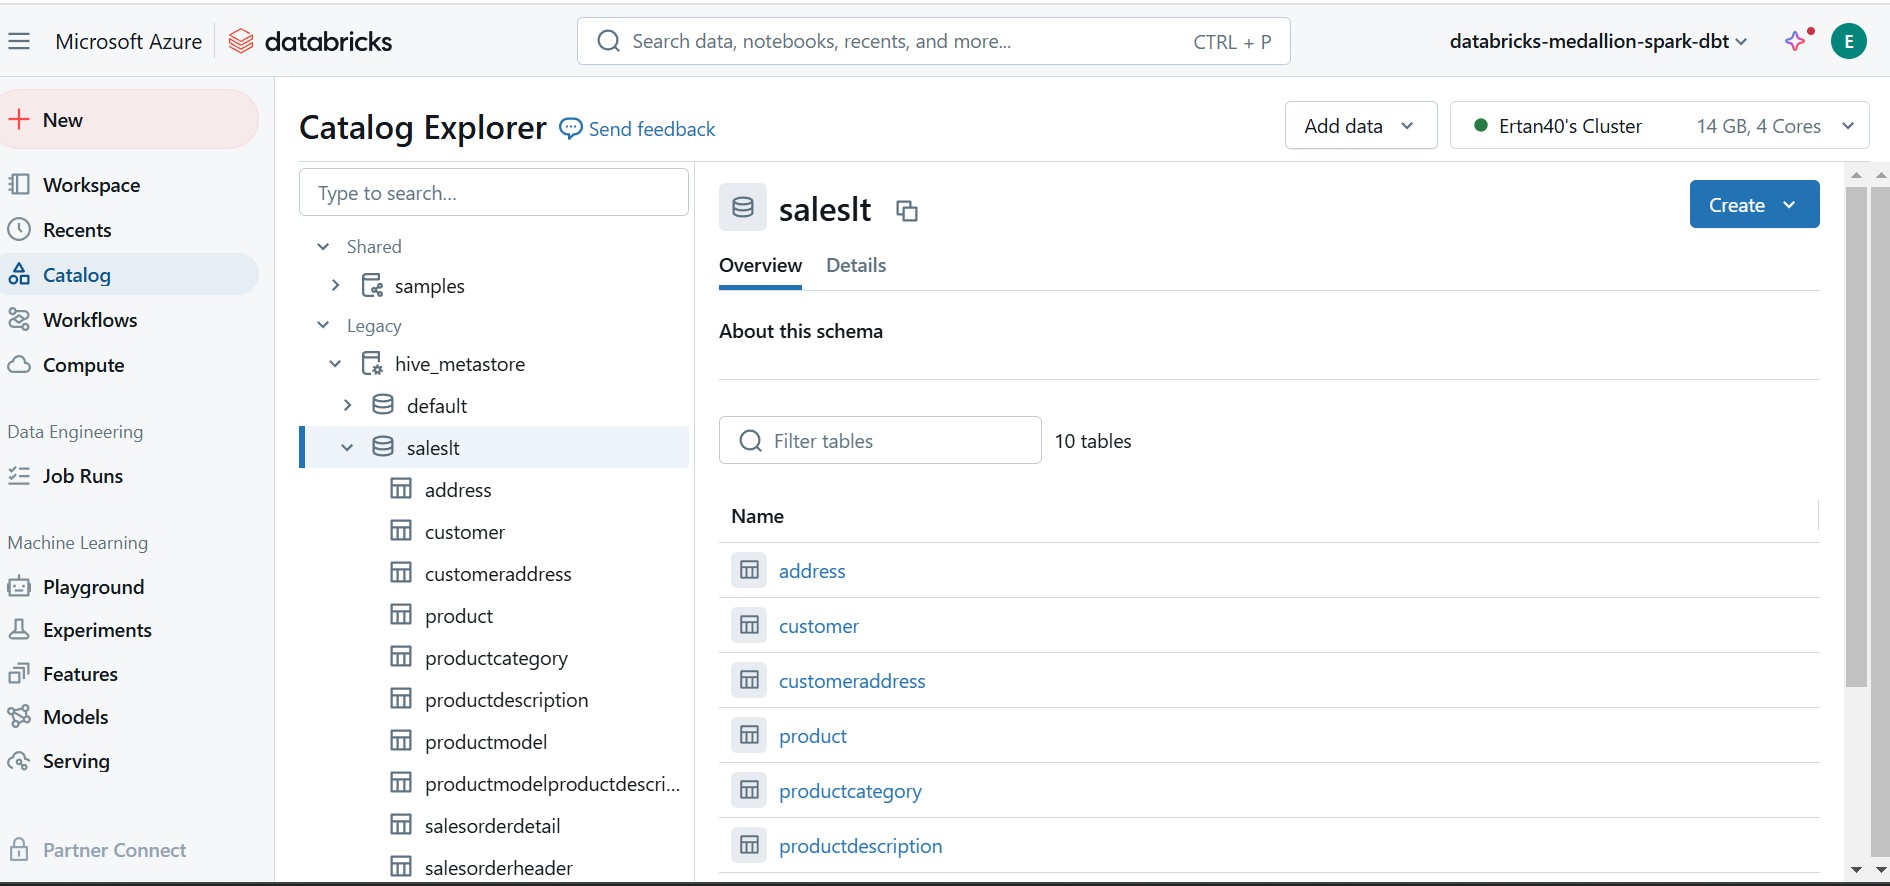 Microsoft Azure databricks
Search data, notebooks, recents, and more... CTRL + P
databricks-medallion-spark-dbt
E
New
Workspace
Recents
Catalog
Workflows
Compute
Data Engineering
Job Runs
Machine Learning
Playground
Experiments
Features
Models
Serving
Partner Connect
Catalog Explorer Send feedback
Add data
Ertan40's Cluster 14 GB, 4 Cores
Type to search...
Shared
samples
Legacy
hive_metastore
default
saleslt
address
customer
customeraddress
product
productcategory
productdescription
productmodel
productmodelproductdescri...
salesorderdetail
salesorderheader
saleslt
Create
Overview Details
About this schema
Filter tables 10 tables
Name
address
customer
customeraddress
product
productcategory
productdescription